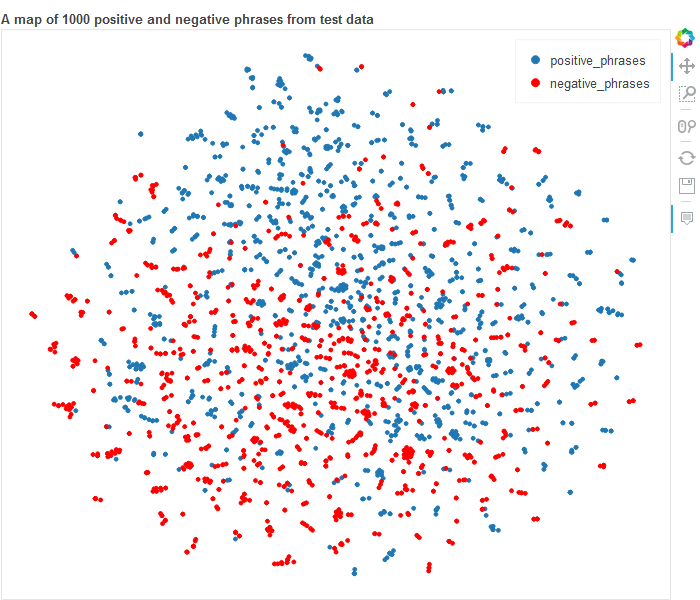 A map of 1000 positive and negative phrases from test data
positive_phrases
negative_phrases